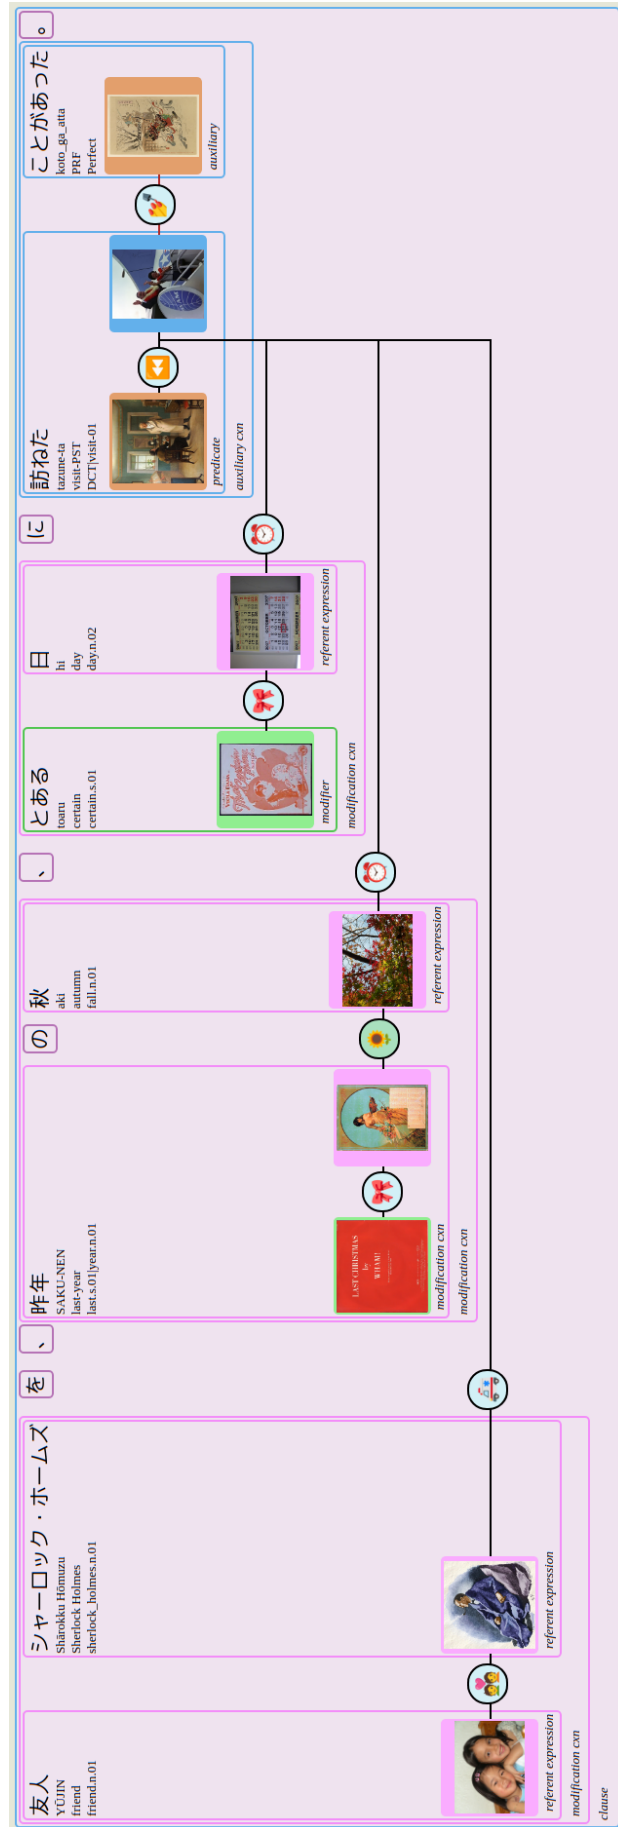 友人
YŪJIN
friend
friend.n.01
referent expression
シャーロック・ホームズ
Shārokku Hōmuzu
Sherlock Holmes
sherlock_holmes.n.01
referent expression
modification cxn
を
、
昨年
SAKU-NEN
last-year
last.s.01|year.n.01
LAST CHRISTMAS
by
WHAM!
modification cxn
の
秋
aki
autumn
fall.n.01
referent expression
modification cxn
、
とある
toaru
certain
certain.s.01
modifier
日
hi
day
day.n.02
referent expression
modification cxn
に
訪ねた
tazune-ta
visit-PST
DCT|visit-01
predicate
ことがあった
koto_ga_atta
PRF
Perfect
auxiliary
auxiliary cxn
。
clause